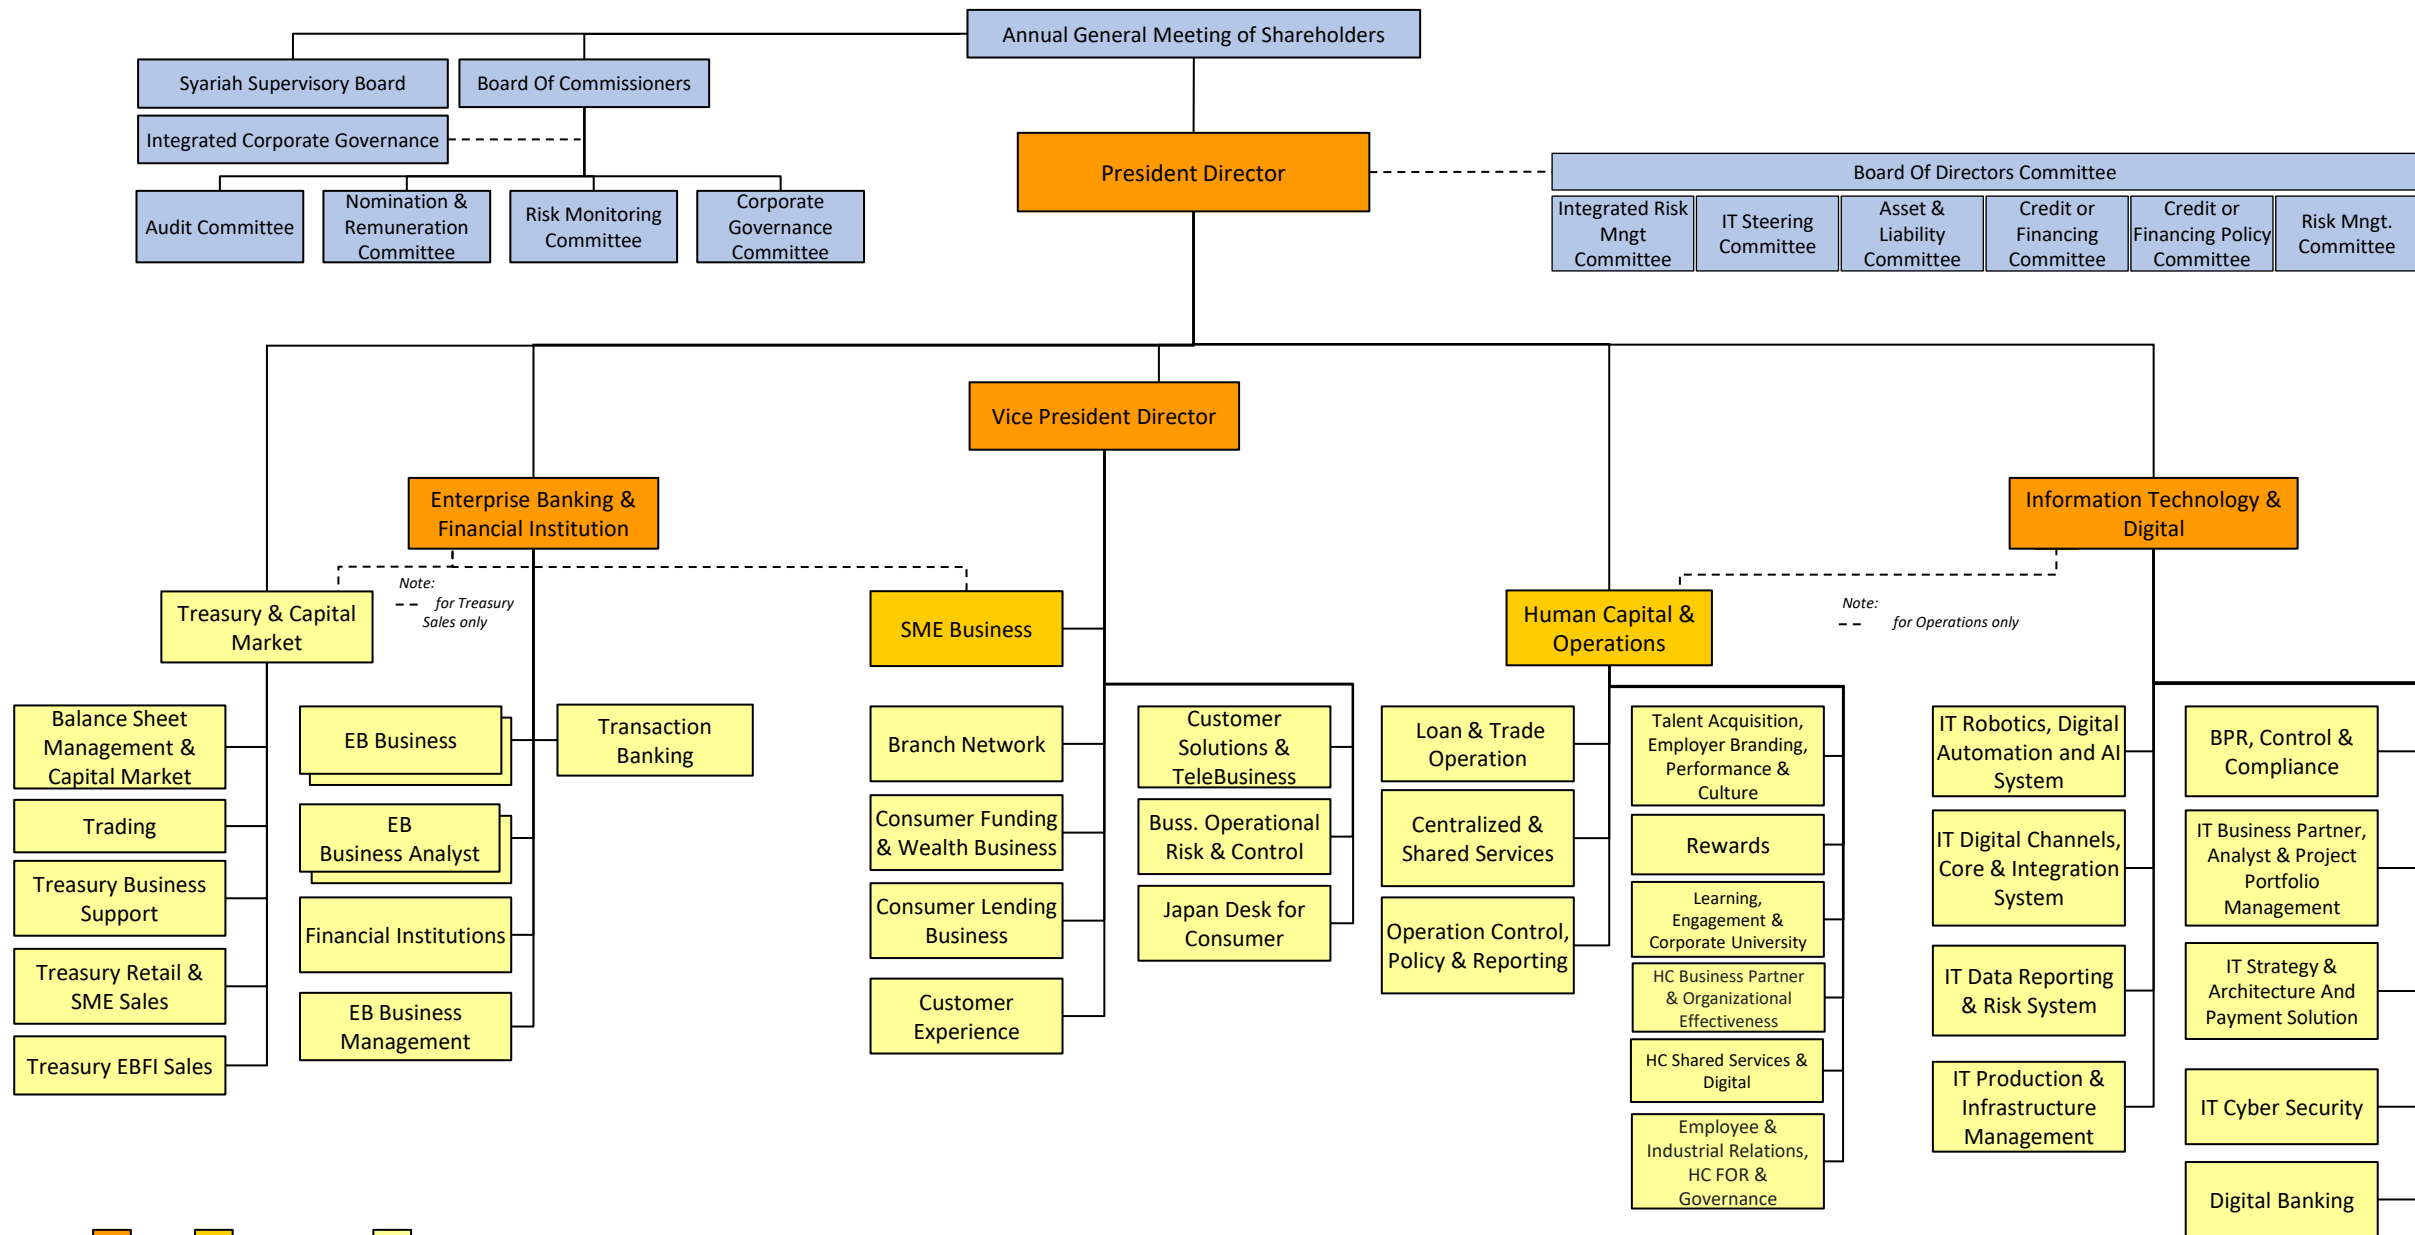 Annual General Meeting of Shareholders
Syariah Supervisory Board
Board Of Commissioners
Integrated Corporate Governance
President Director
Board Of Directors Committee
Audit Committee
Nomination &
Remuneration
Committee
Risk Monitoring
Committee
Corporate
Governance
Committee
Integrated Risk
Mngt
Committee
IT Steering
Committee
Asset &
Liability
Committee
Credit or
Financing
Committee
Credit or
Financing Policy
Committee
Risk Mngt.
Committee
Vice President Director
Enterprise Banking &
Financial Institution
Information Technology &
Digital
Note:
-- for Treasury
Sales only
Note:
-- for Operations only
Treasury & Capital
Market
SME Business
Human Capital &
Operations
Balance Sheet
Management &
Capital Market
Trading
Treasury Business
Support
Treasury Retail &
SME Sales
Treasury EBFI Sales
EB Business
EB
Business Analyst
Financial Institutions
EB Business
Management
Transaction
Banking
Branch Network
Consumer Funding
& Wealth Business
Consumer Lending
Business
Customer
Experience
Customer
Solutions &
TeleBusiness
Buss. Operational
Risk & Control
Japan Desk for
Consumer
Loan & Trade
Operation
Centralized &
Shared Services
Operation Control,
Policy & Reporting
Talent Acquisition,
Employer Branding,
Performance &
Culture
Rewards
Learning,
Engagement &
Corporate University
HC Business Partner
& Organizational
Effectiveness
HC Shared Services &
Digital
Employee &
Industrial Relations,
HC FOR &
Governance
IT Robotics, Digital
Automation and AI
System
IT Digital Channels,
Core & Integration
System
IT Data Reporting
& Risk System
IT Production &
Infrastructure
Management
BPR, Control &
Compliance
IT Business Partner,
Analyst & Project
Portfolio
Management
IT Strategy &
Architecture And
Payment Solution
IT Cyber Security
Digital Banking